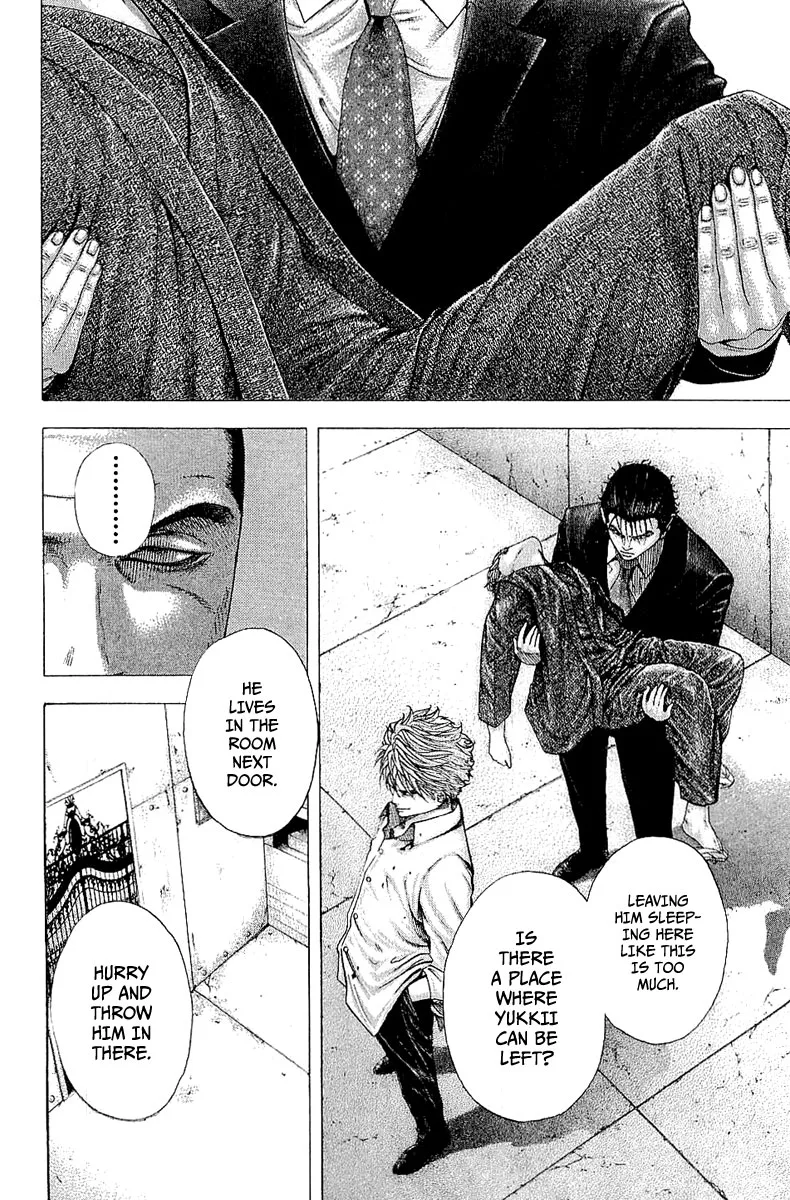 LEAVING
HIM SLEEP-
ING HERE
LIKE THIS
IS TOO
MUCH.
IS
THERE
A PLACE
WHERE
YUKKII
CAN BE
LEFT?
.........
HE
LIVES
IN THE
ROOM
NEXT
DOOR.
HURRY
UP AND
THROW
HIM IN
THERE.